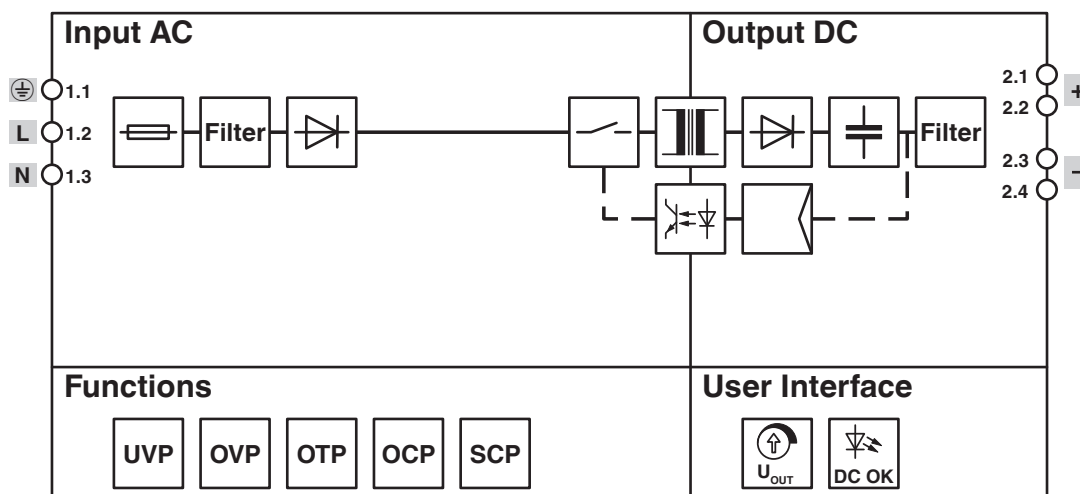 Input AC
Output DC
1.1
L 1.2
N 1.3
Filter
Filter
2.1
2.2
+
2.3
2.4
–
Functions
User Interface
UVP OVP OTP OCP SCP
UOUT
DC OK